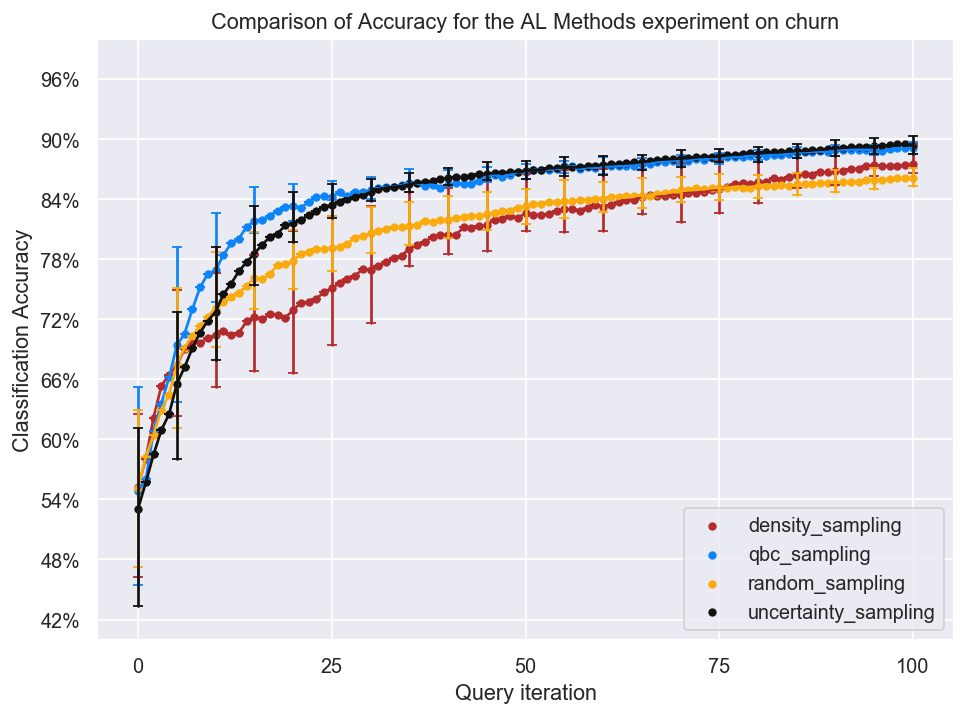 Comparison of Accuracy for the AL Methods experiment on churn
Classification Accuracy
96%
90%
84%
78%
72%
66%
60%
54%
48%
42%
density_sampling
qbc_sampling
random_sampling
uncertainty_sampling
0 25 50 75 100
Query iteration